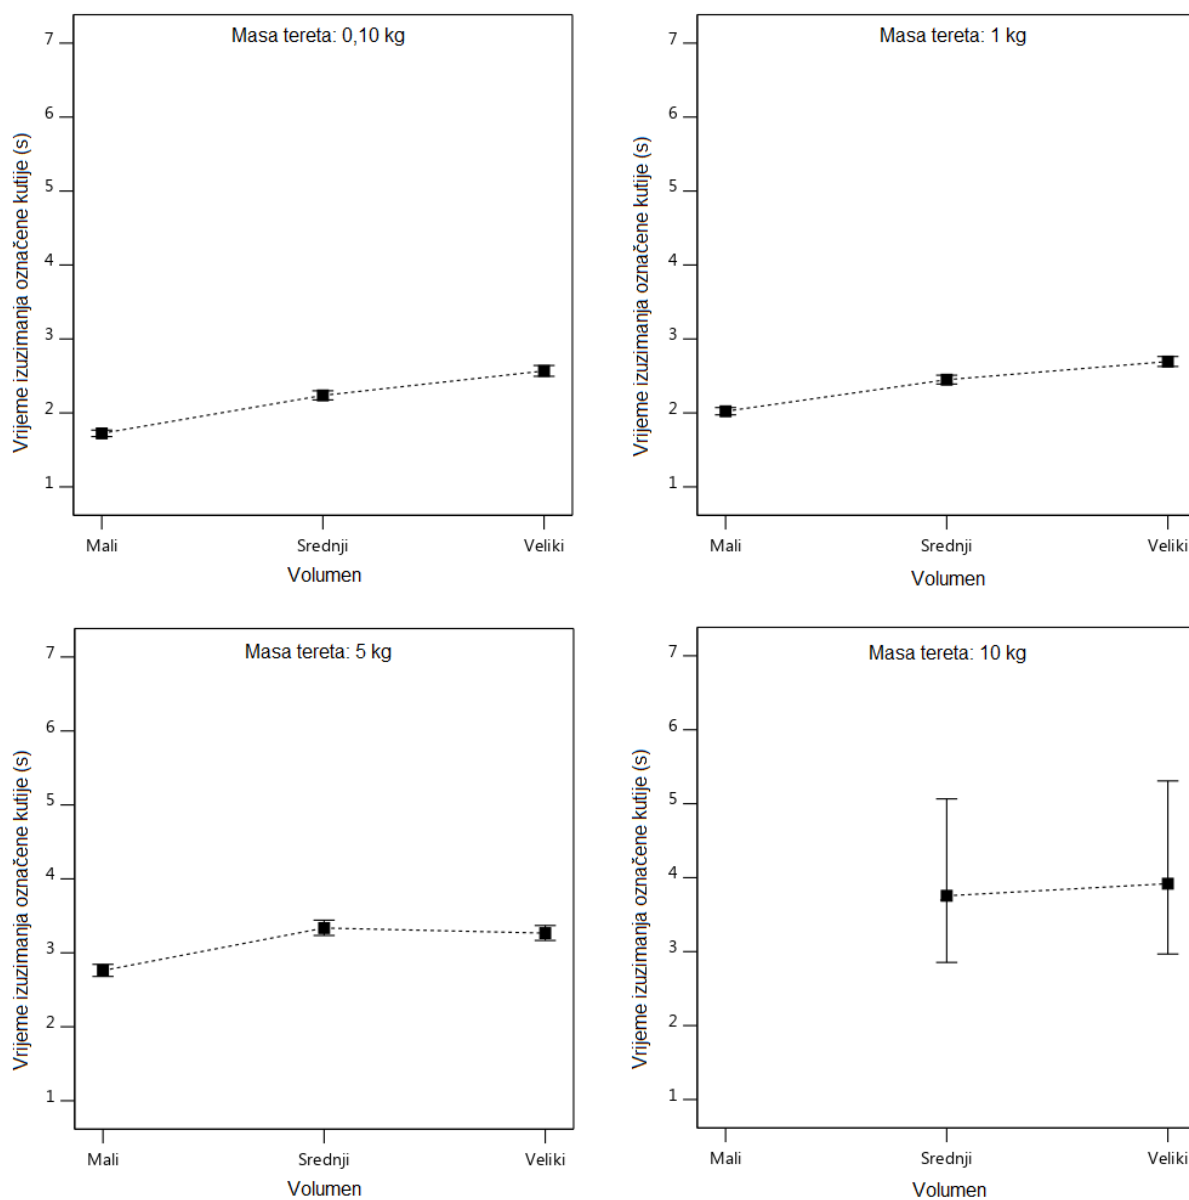 Masa tereta: 0,10 kg
Vrijeme izuzimanja označene kutije (s)
7
6
5
4
3
2
1
Mali Srednji Veliki
Volumen
Masa tereta: 1 kg
Vrijeme izuzimanja označene kutije (s)
7
6
5
4
3
2
1
Mali Srednji Veliki
Volumen
Masa tereta: 5 kg
Vrijeme izuzimanja označene kutije (s)
7
6
5
4
3
2
1
Mali Srednji Veliki
Volumen
Masa tereta: 10 kg
Vrijeme izuzimanja označene kutije (s)
7
6
5
4
3
2
1
Mali Srednji Veliki
Volumen